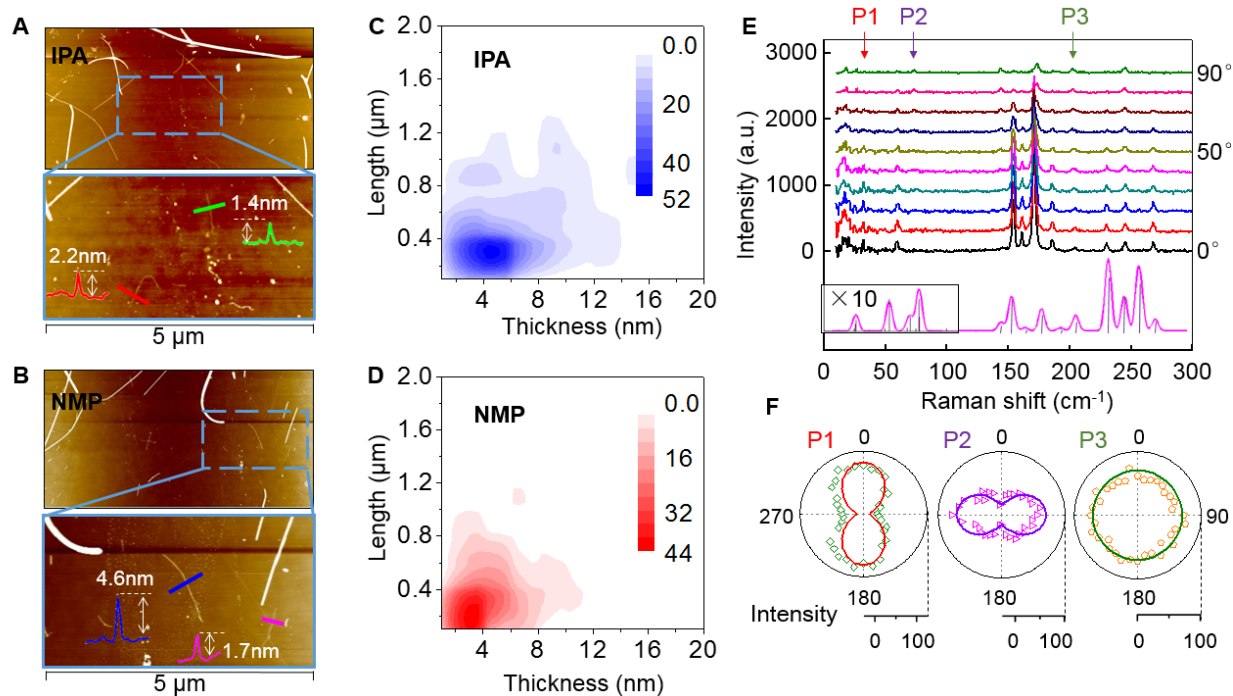 A
IPA
1.4nm
2.2nm
5 µm
B
NMP
4.6nm
1.7nm
5 µm
C
2.0
1.6
1.2
0.8
0.4
Length (µm)
IPA
0.0
20
40
52
4 8 12 16 20
Thickness (nm)
D
2.0
1.6
1.2
0.8
0.4
Length (µm)
NMP
0.0
16
32
44
4 8 12 16 20
Thickness (nm)
E
P1 P2 P3
3000
2000
1000
0
Intensity (a.u.)
90°
50°
0°
×10
0 50 100 150 200 250 300
Raman shift (cm-1)
F
P1 0 P2 0 P3 0
270 90
180 180 180
Intensity
0 100 0 100 0 100